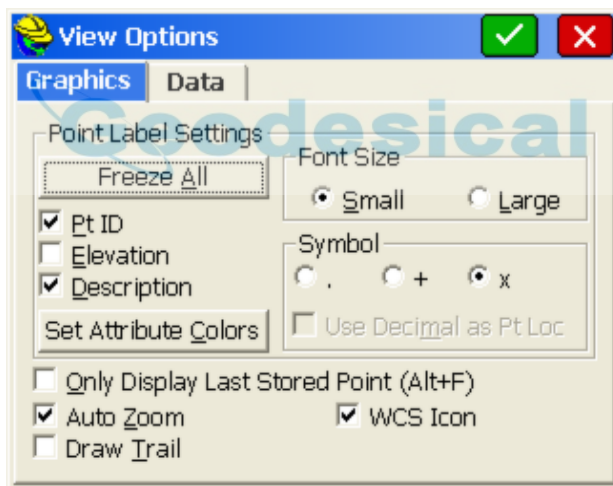 View Options
Graphics Data
Geodesical
Point Label Settings
Freeze All
Font Size
Small Large
Pt ID
Elevation
Description
Symbol
. + x
Set Attribute Colors
Use Decimal as Pt Loc
Only Display Last Stored Point (Alt+F)
Auto Zoom WCS Icon
Draw Trail